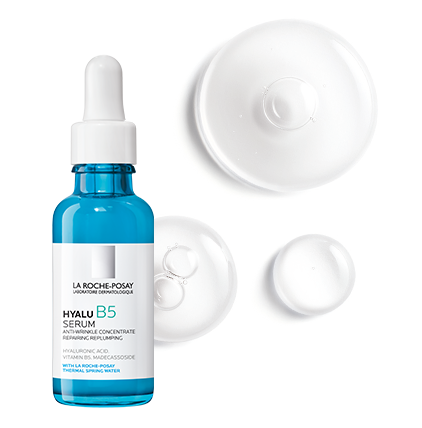 LA ROCHE-POSAY
LABORATOIRE DERMATOLOGIQUE
HYALU B5
SERUM
ANTI-WRINKLE CONCENTRATE
REPAIRING REPLUMPING
HYALURONIC ACID,
VITAMIN B5, MADECASSOSIDE
WITH LA ROCHE-POSAY
THERMAL SPRING WATER